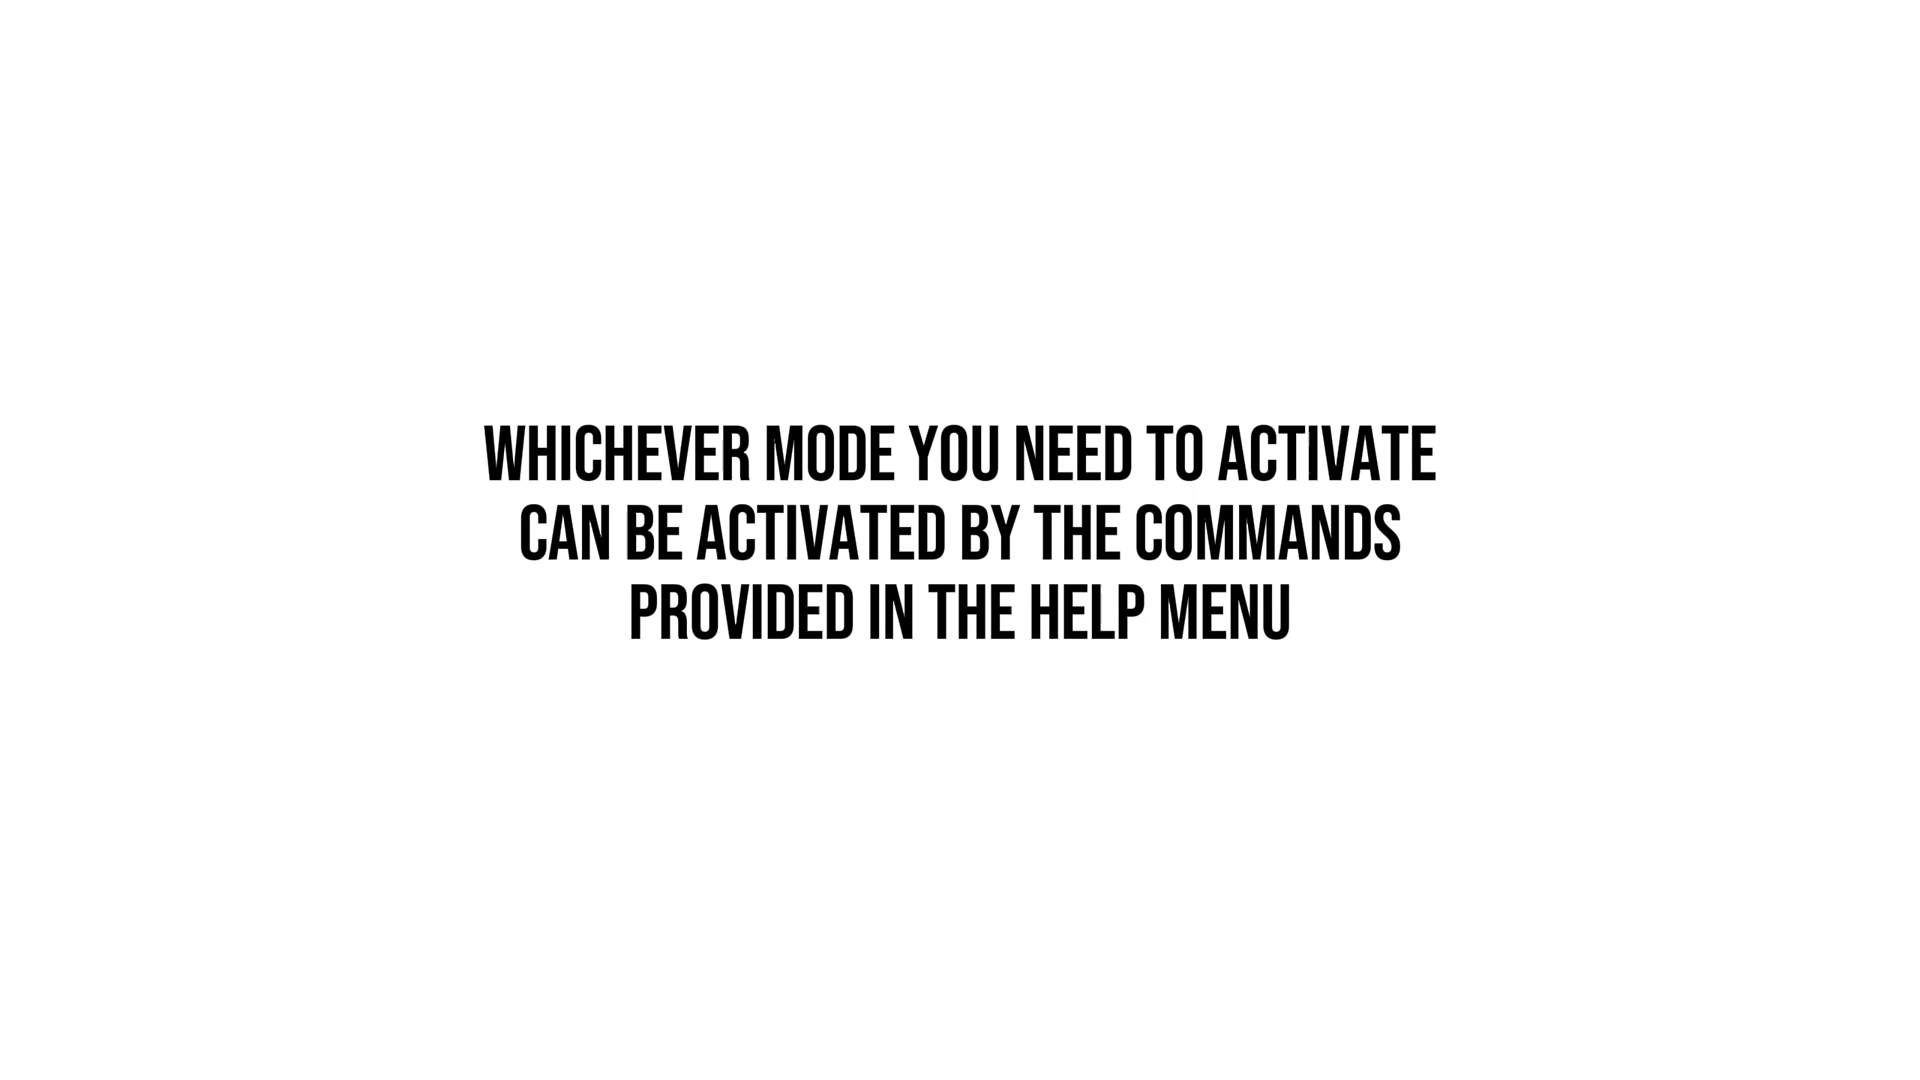 WHICHEVER MODE YOU NEED TO ACTIVATE
CAN BE ACTIVATED BY THE COMMANDS
PROVIDED IN THE HELP MENU